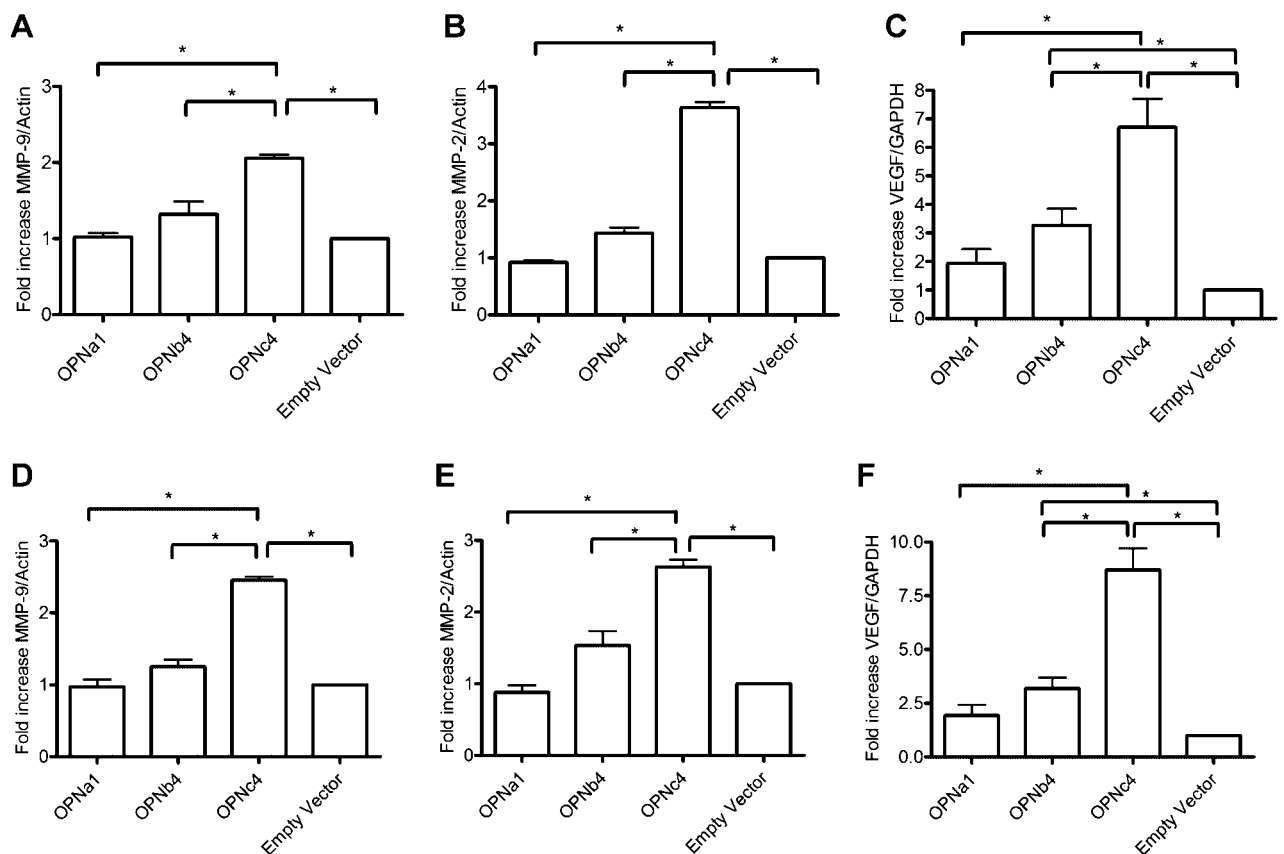 A
*
*
*
Fold increase MMP-9/Actin
3
2
1
0
OPNa1
OPNb4
OPNc4
Empty Vector
B
*
*
*
Fold increase MMP-2/Actin
4
3
2
1
0
OPNa1
OPNb4
OPNc4
Empty Vector
C
*
*
*
*
Fold increase VEGF/GAPDH
8
7
6
5
4
3
2
1
0
OPNa1
OPNb4
OPNc4
Empty Vector
D
*
*
*
Fold increase MMP-9/Actin
3
2
1
0
OPNa1
OPNb4
OPNc4
Empty Vector
E
*
*
*
Fold increase MMP-2/Actin
3
2
1
0
OPNa1
OPNb4
OPNc4
Empty Vector
F
*
*
*
*
Fold increase VEGF/GAPDH
10.0
7.5
5.0
2.5
0.0
OPNa1
OPNb4
OPNc4
Empty Vector